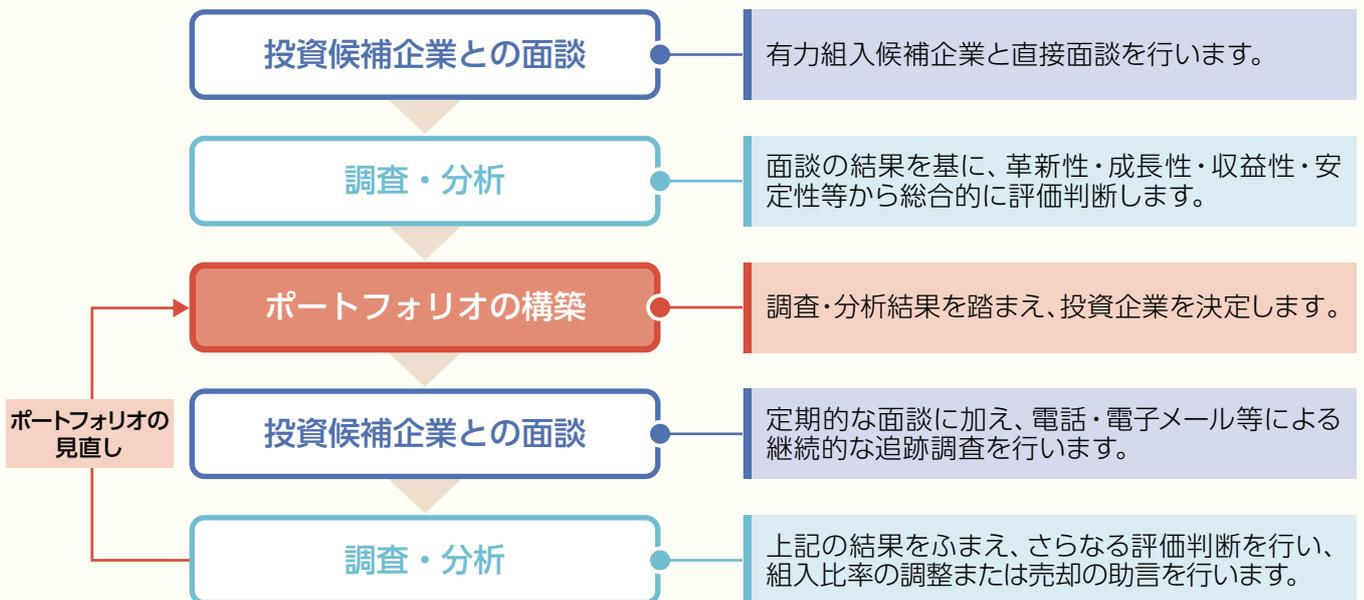 投資候補企業との面談
有力組入候補企業と直接面談を行います。
調査・分析
面談の結果を基に、革新性・成長性・収益性・安
定性等から総合的に評価判断します。
ポートフォリオの構築
調査・分析結果を踏まえ、投資企業を決定します。
ポートフォリオの
見直し
投資候補企業との面談
定期的な面談に加え、電話・電子メール等による
継続的な追跡調査を行います。
調査・分析
上記の結果をふまえ、さらなる評価判断を行い、
組入比率の調整または売却の助言を行います。